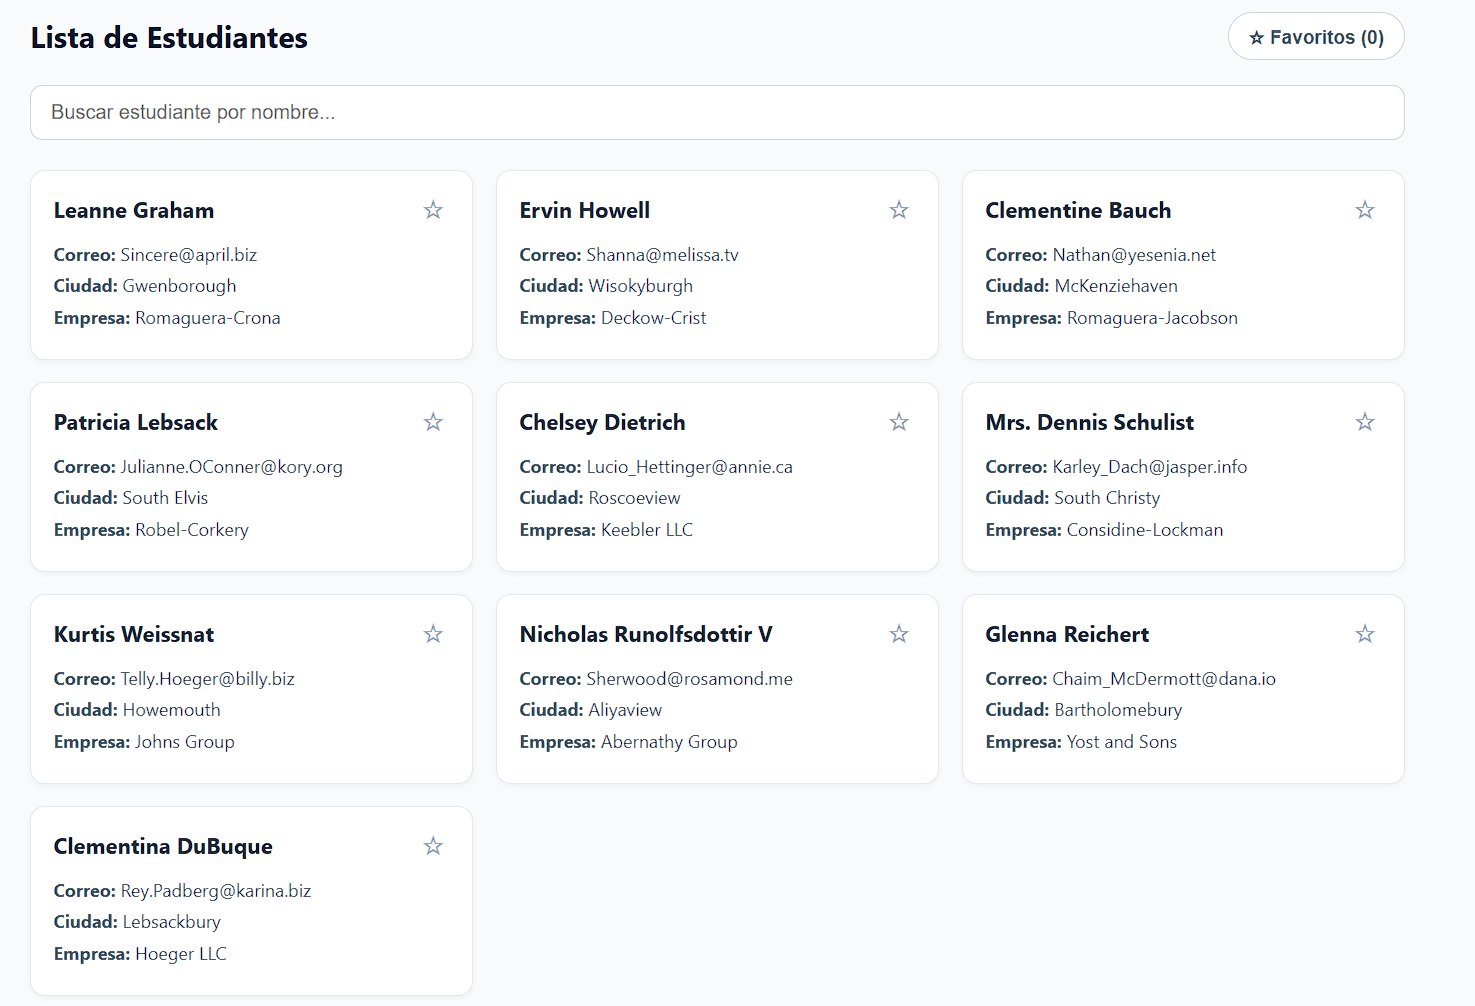 Lista de Estudiantes
☆ Favoritos (0)
Buscar estudiante por nombre...
Leanne Graham ☆
Correo: Sincere@april.biz
Ciudad: Gwenborough
Empresa: Romaguera-Crona
Ervin Howell ☆
Correo: Shanna@melissa.tv
Ciudad: Wisokyburgh
Empresa: Deckow-Crist
Clementine Bauch ☆
Correo: Nathan@yesenia.net
Ciudad: McKenziehaven
Empresa: Romaguera-Jacobson
Patricia Lebsack ☆
Correo: Julianne.OConner@kory.org
Ciudad: South Elvis
Empresa: Robel-Corkery
Chelsey Dietrich ☆
Correo: Lucio_Hettinger@annie.ca
Ciudad: Roscoeview
Empresa: Keebler LLC
Mrs. Dennis Schulist ☆
Correo: Karley_Dach@jasper.info
Ciudad: South Christy
Empresa: Considine-Lockman
Kurtis Weissnat ☆
Correo: Telly.Hoeger@billy.biz
Ciudad: Howemouth
Empresa: Johns Group
Nicholas Runolfsdottir V ☆
Correo: Sherwood@rosamond.me
Ciudad: Aliyaview
Empresa: Abernathy Group
Glenna Reichert ☆
Correo: Chaim_McDermott@dana.io
Ciudad: Bartholomebury
Empresa: Yost and Sons
Clementina DuBuque ☆
Correo: Rey.Padberg@karina.biz
Ciudad: Lebsackbury
Empresa: Hoeger LLC